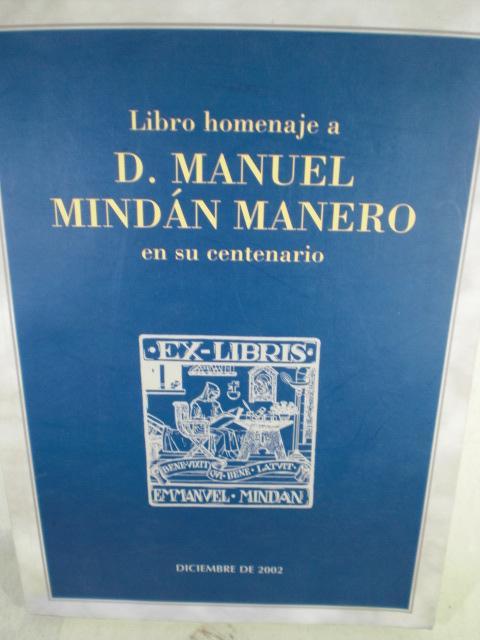 Libro homenaje a
D. MANUEL
MINDÁN MANERO
en su centenario
·EX-LIBRIS·
BENE·VIXIT
QVI·BENE·LATVIT
EMMANVEL·MINDAN
DICIEMBRE DE 2002